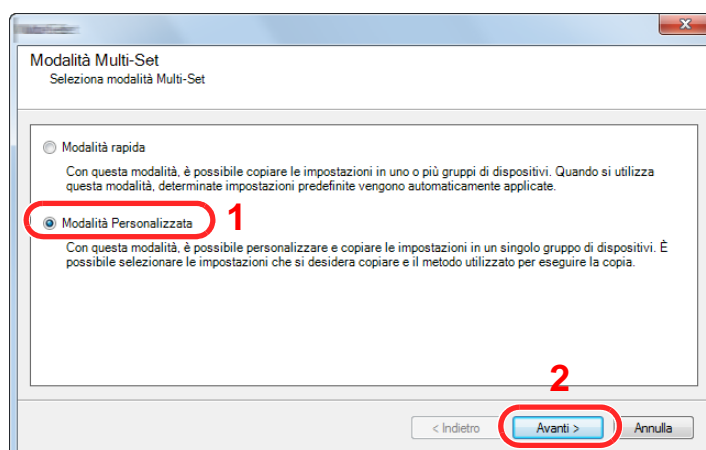 Modalità Multi-Set
Seleziona modalità Multi-Set
Modalità rapida
Con questa modalità, è possibile copiare le impostazioni in uno o più gruppi di dispositivi. Quando si utilizza
questa modalità, determinate impostazioni predefinite vengono automaticamente applicate.
Modalità Personalizzata 1
Con questa modalità, è possibile personalizzare e copiare le impostazioni in un singolo gruppo di dispositivi. È
possibile selezionare le impostazioni che si desidera copiare e il metodo utilizzato per eseguire la copia.
2
< Indietro Avanti > Annulla